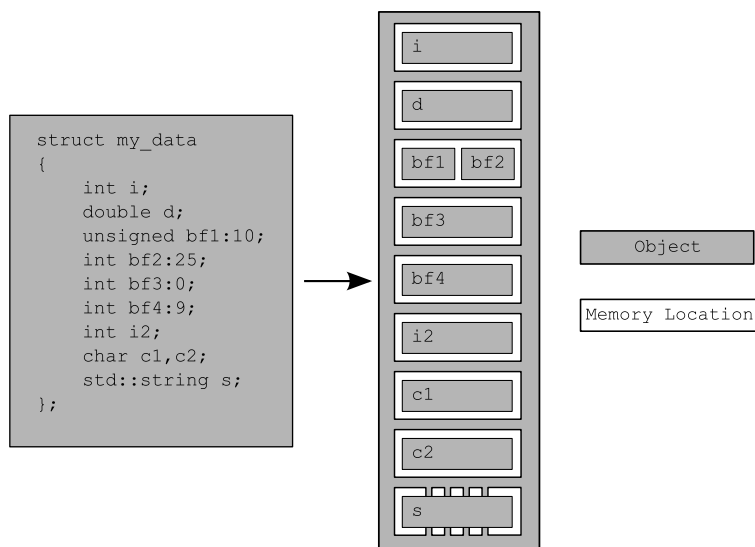 struct my_data
{
int i;
double d;
unsigned bf1:10;
int bf2:25;
int bf3:0;
int bf4:9;
int i2;
char c1,c2;
std::string s;
};
i
d
bf1 bf2
bf3
bf4
i2
c1
c2
s
Object
Memory Location